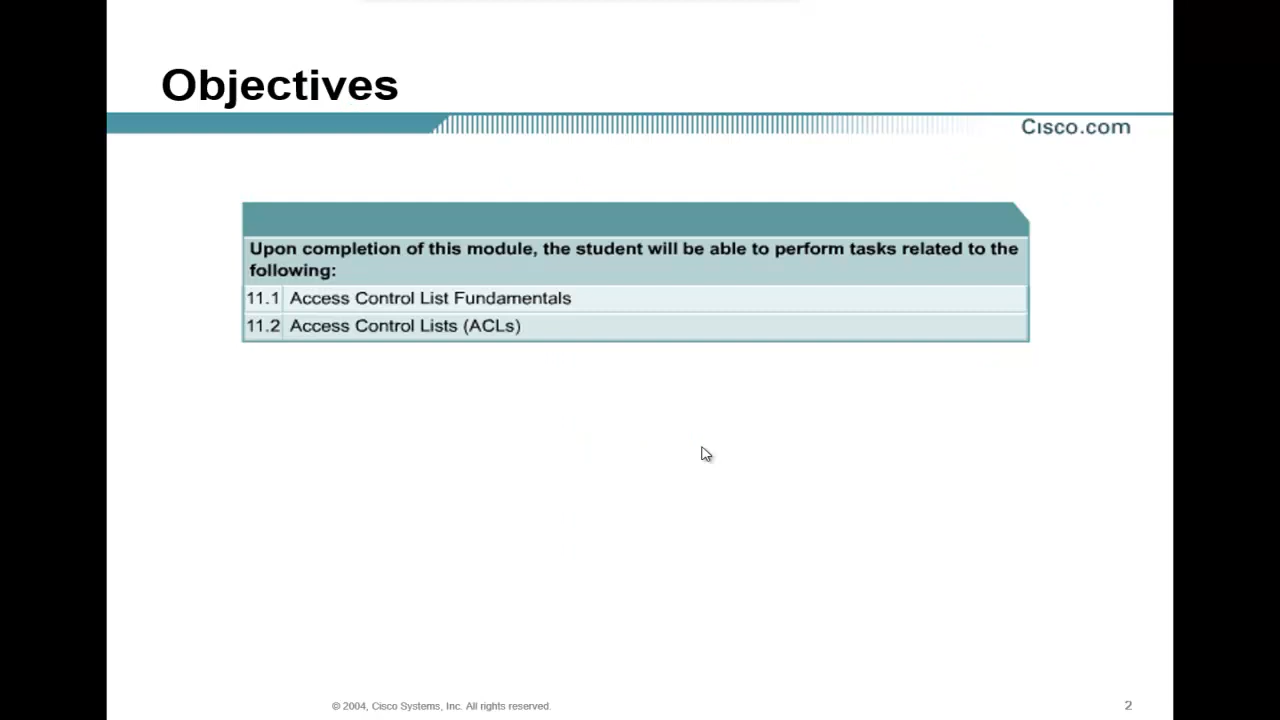 Objectives
Cisco.com
Upon completion of this module, the student will be able to perform tasks related to the
following:
11.1 Access Control List Fundamentals
11.2 Access Control Lists (ACLs)
© 2004, Cisco Systems, Inc. All rights reserved.
2